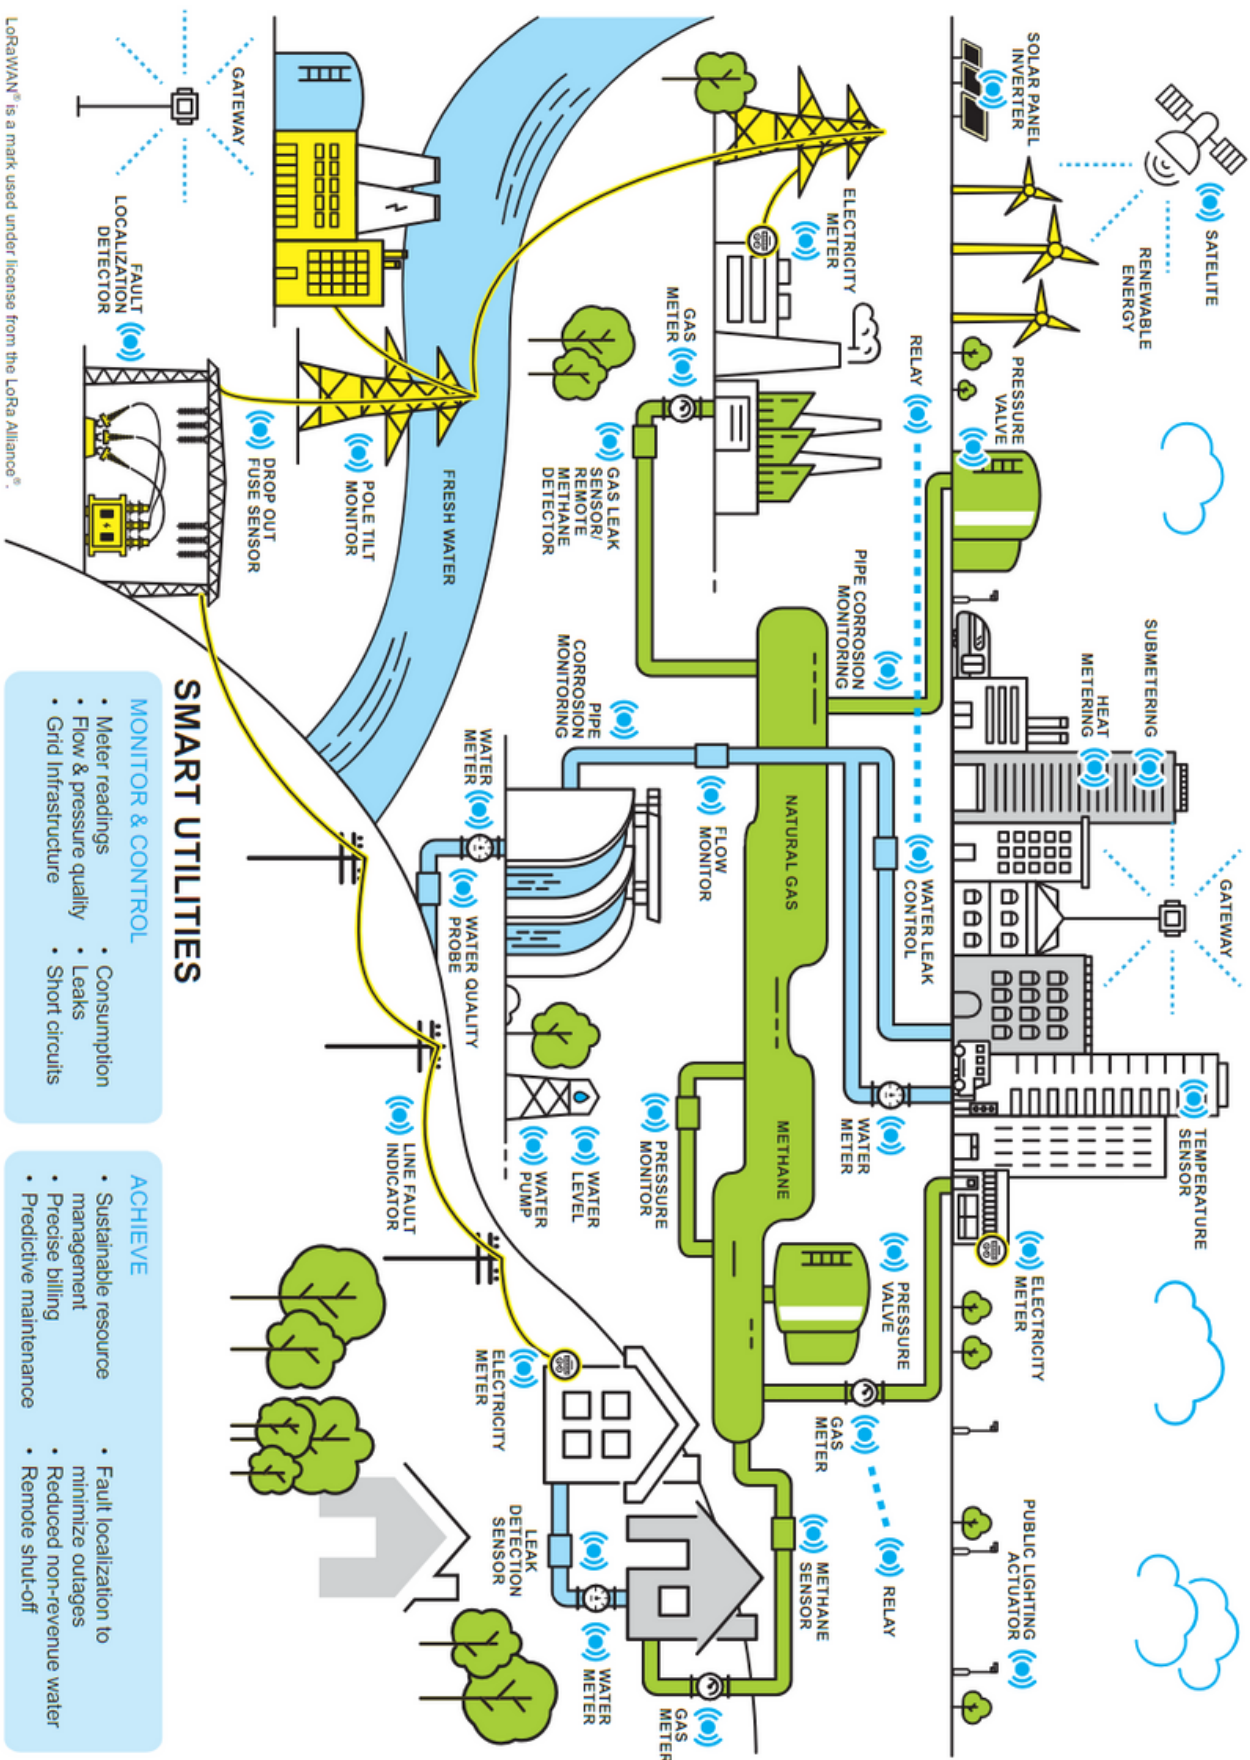 SATELITE
RENEWABLE
ENERGY
SOLAR PANEL
INVERTER
PRESSURE
VALVE
SUBMETERING
HEAT
METERING
GATEWAY
TEMPERATURE
SENSOR
ELECTRICITY
METER
PUBLIC LIGHTING
ACTUATOR
ELECTRICITY
METER
RELAY
PIPE CORROSION
MONITORING
WATER LEAK
CONTROL
WATER
METER
PRESSURE
VALVE
GAS
METER
RELAY
METHANE
SENSOR
GAS
METER
GAS LEAK
SENSOR/
REMOTE
METHANE
DETECTOR
NATURAL GAS
METHANE
PIPE
CORROSION
MONITORING
FLOW
MONITOR
PRESSURE
MONITOR
GAS
METER
WATER
METER
WATER QUALITY
PROBE
WATER
LEVEL
WATER
PUMP
LEAK
DETECTION
SENSOR
WATER
METER
FRESH WATER
ELECTRICITY
METER
LINE FAULT
INDICATOR
GATEWAY
POLE TILT
MONITOR
DROP OUT
FUSE SENSOR
FAULT
LOCALIZATION
DETECTOR
SMART UTILITIES
MONITOR & CONTROL
• Meter readings
• Flow & pressure quality
• Grid Infrastructure
• Consumption
• Leaks
• Short circuits
ACHIEVE
• Sustainable resource
management
• Precise billing
• Predictive maintenance
• Fault localization to
minimize outages
• Reduced non-revenue water
• Remote shut-off
LoRaWAN® is a mark used under license from the LoRa Alliance®.